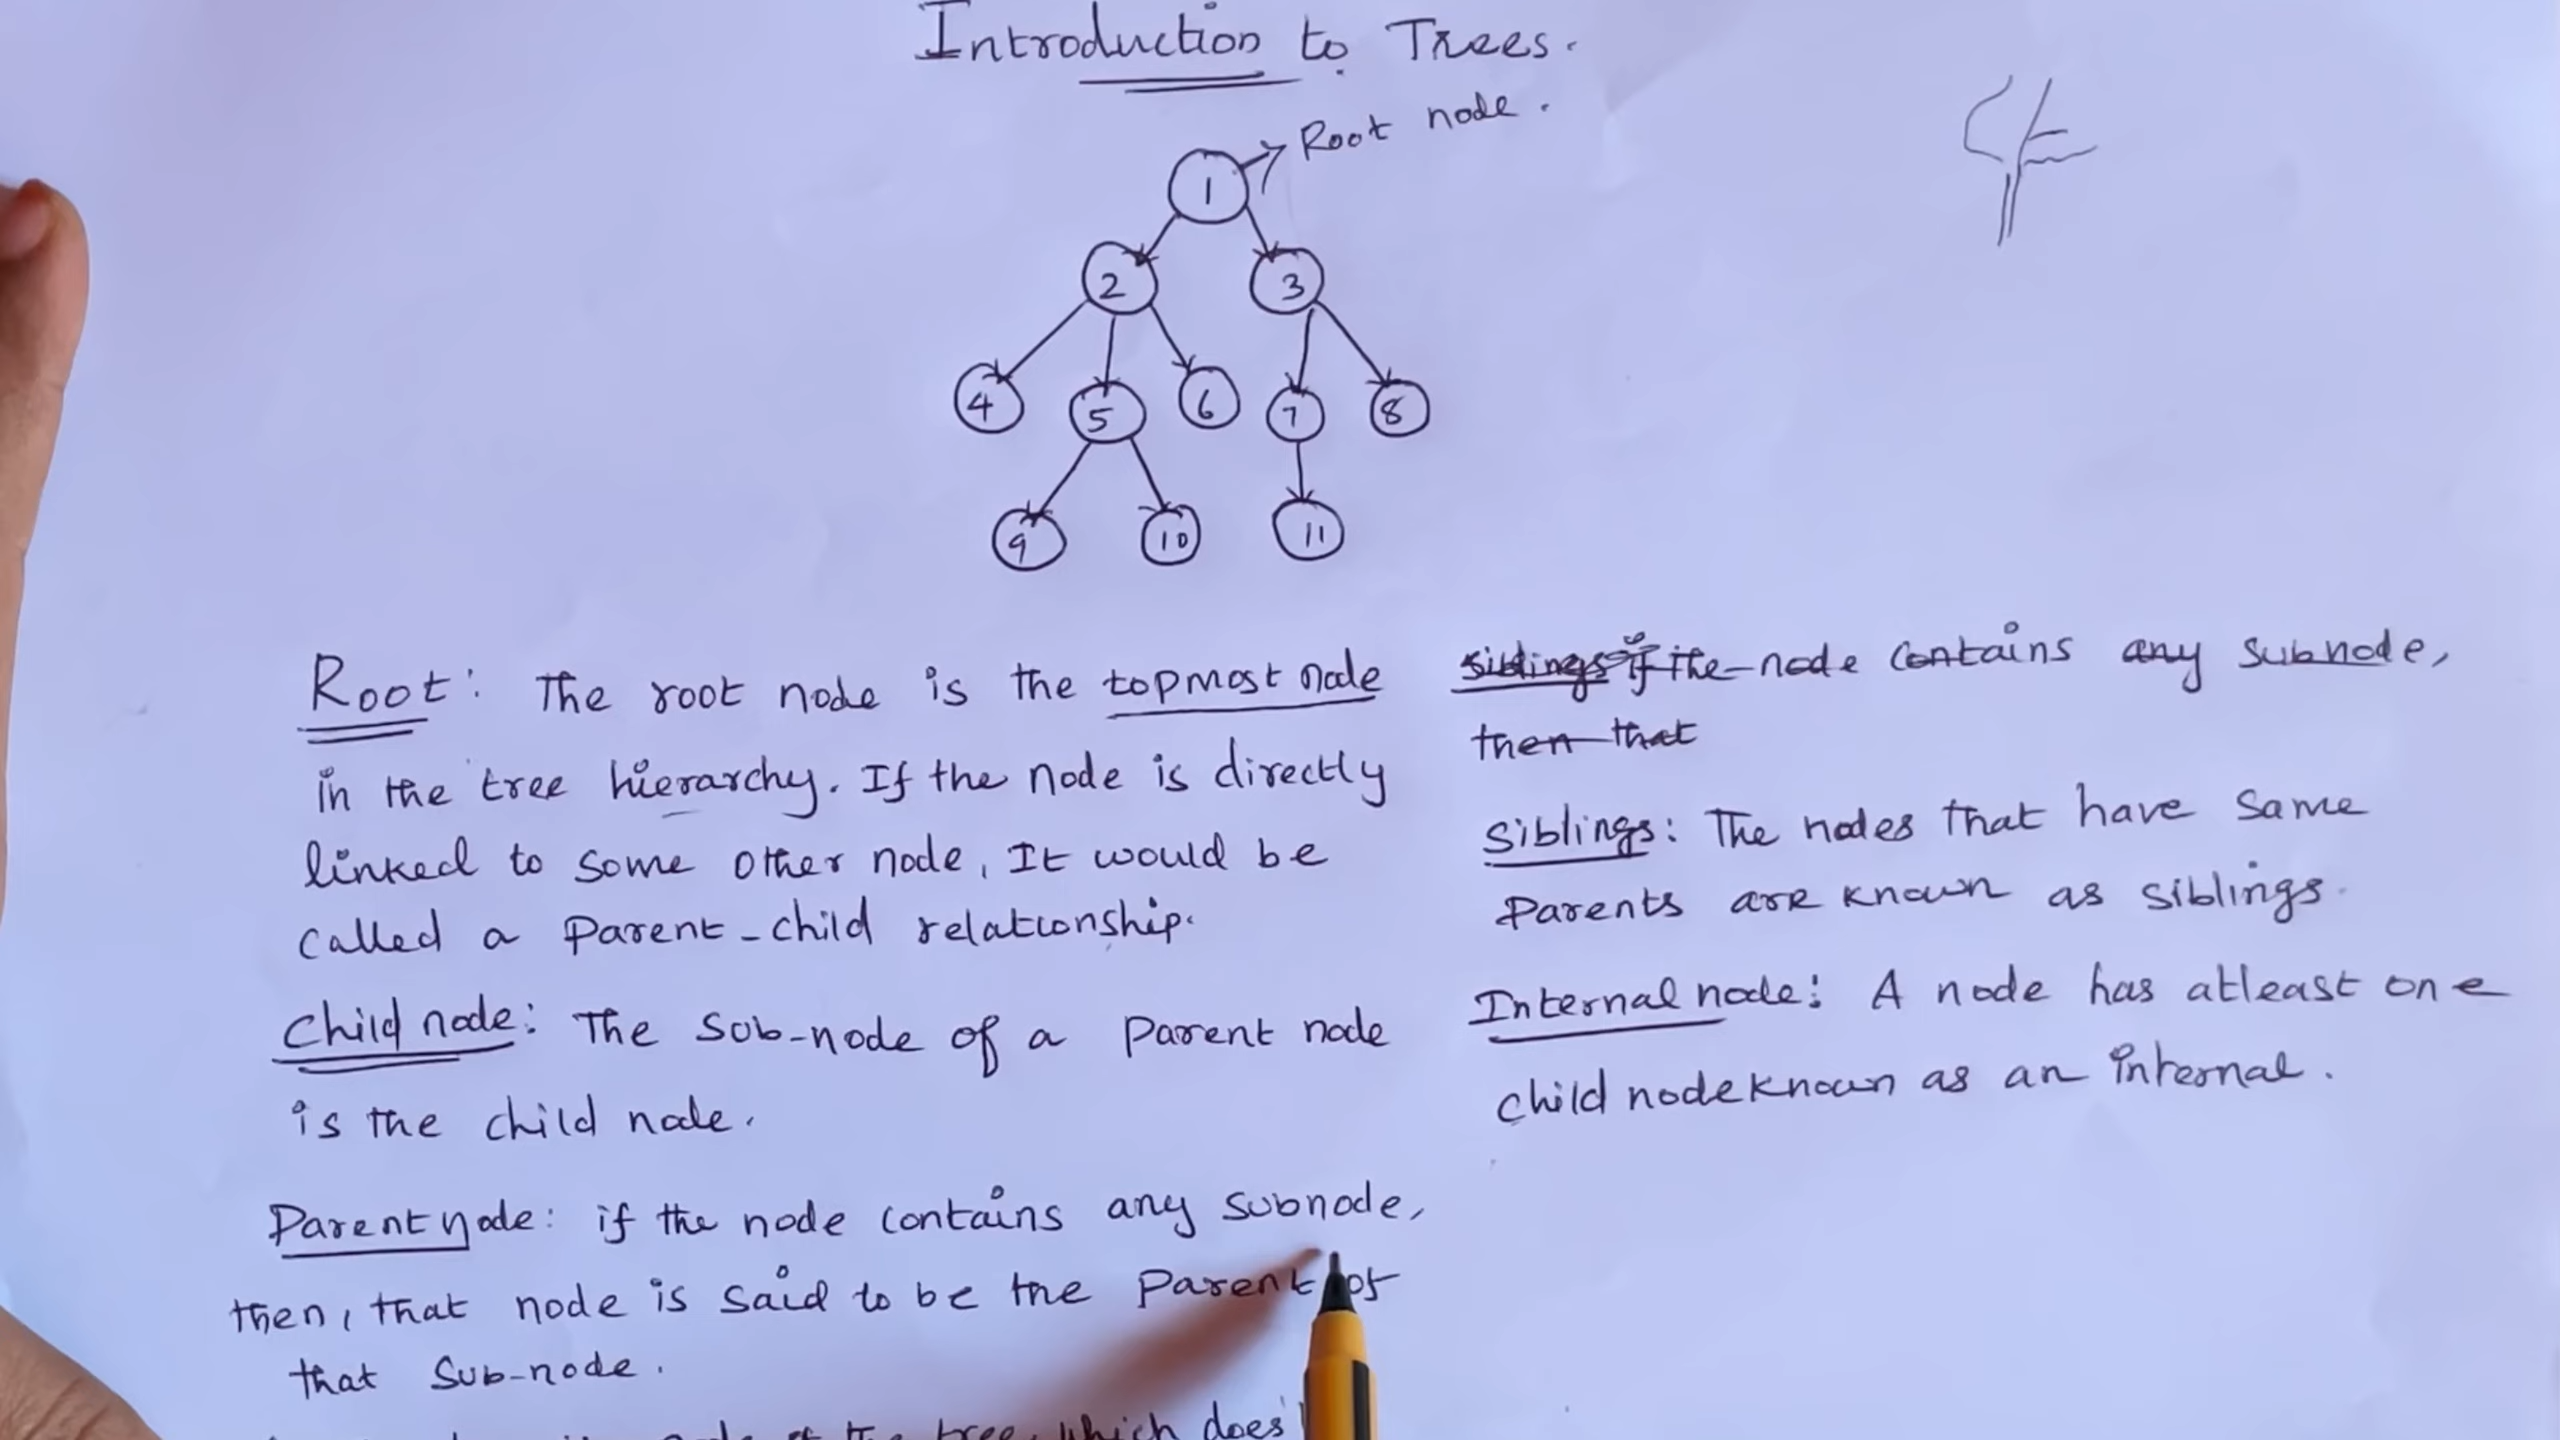 Introduction to Trees.
Root node.
1
2
3
4
5
6
7
8
9
10
11
Root: The root node is the topmost node
in the tree hierarchy. If the node is directly
linked to some other node, It would be
called a Parent-child relationship.
Child node: The Sub-node of a Parent node
is the child node.
Parent node: if the node contains any subnode,
then, that node is said to be the Parent of
that Sub-node.
of the tree, which does
siblings: if the node contains any subnode,
then that
Siblings: The nodes that have same
Parents are known as siblings.
Internal node: A node has atleast one
child node known as an internal.